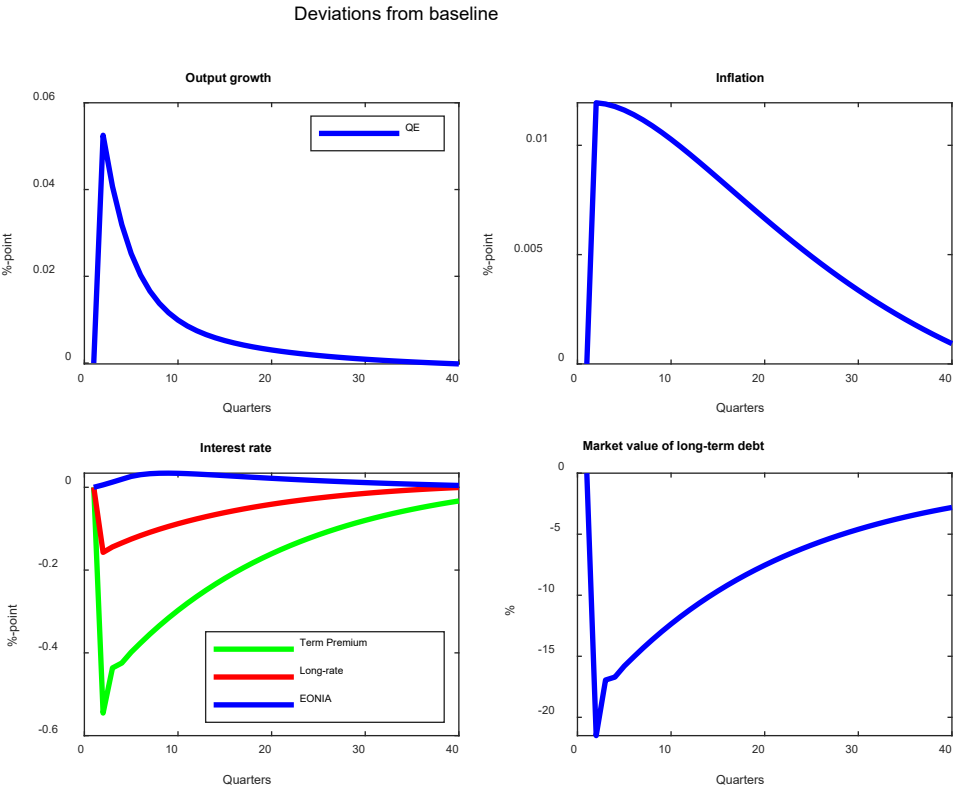 Deviations from baseline
Output growth
0.06
0.04
0.02
0
%-point
QE
0 10 20 30 40
Quarters
Inflation
0.01
0.005
0
%-point
0 10 20 30 40
Quarters
Interest rate
0
-0.2
-0.4
-0.6
%-point
Term Premium
Long-rate
EONIA
0 10 20 30 40
Quarters
Market value of long-term debt
0
-5
-10
-15
-20
%
0 10 20 30 40
Quarters